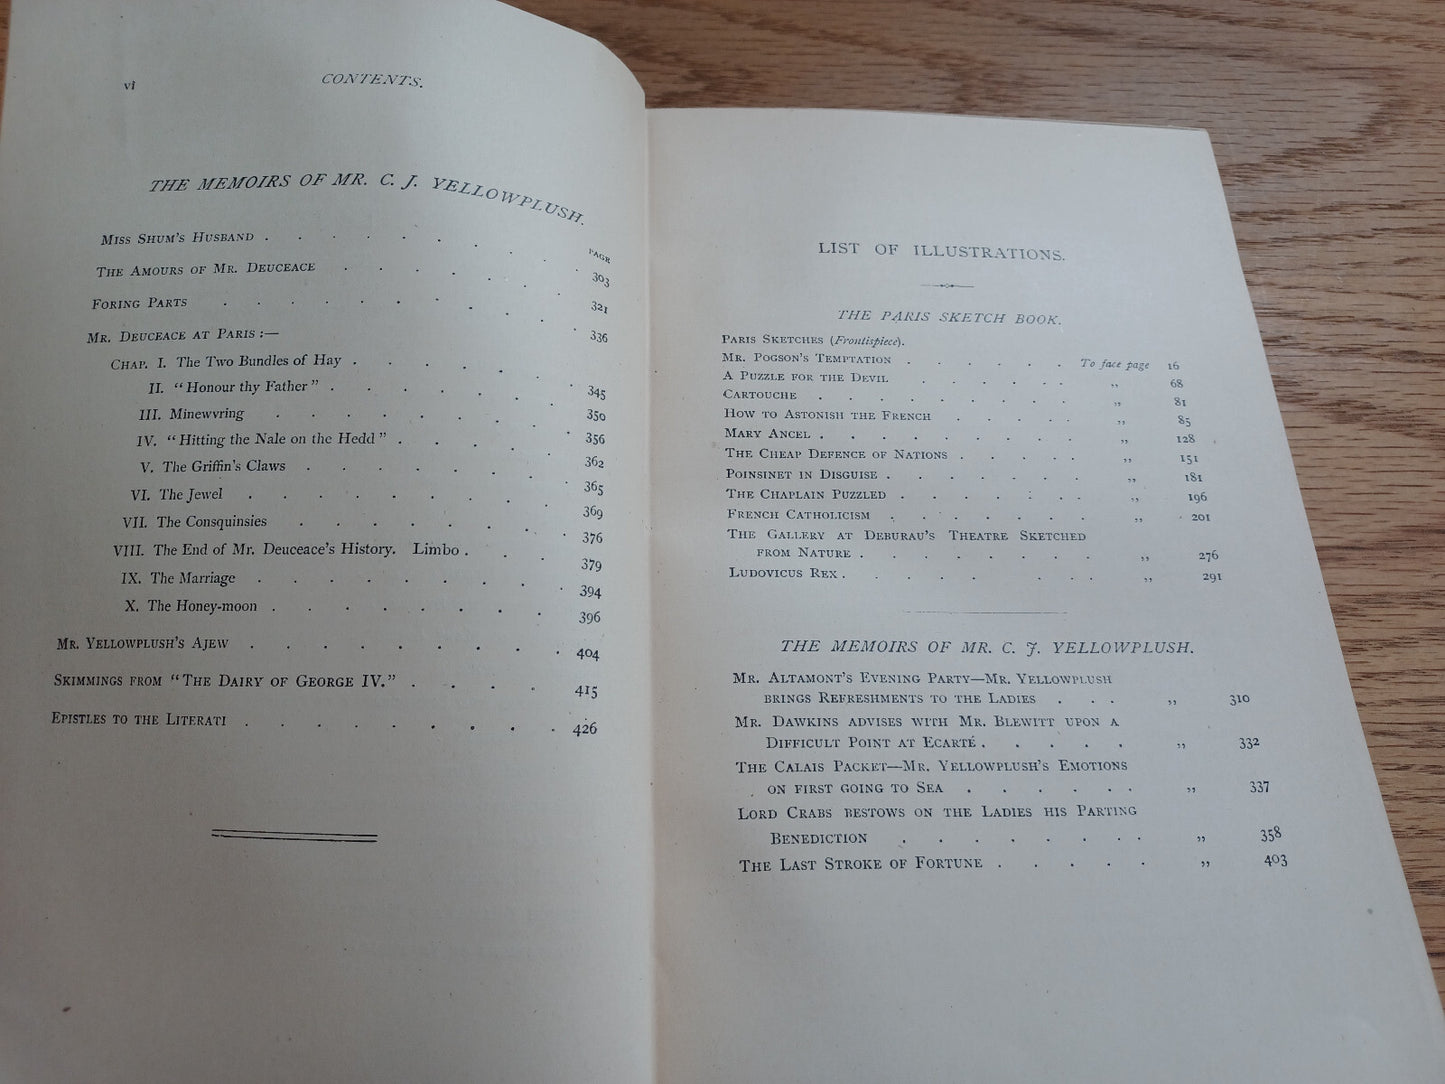 vi
CONTENTS.
THE MEMOIRS OF MR. C. J. YELLOWPLUSH.
PAGE
MISS SHUM'S HUSBAND . . . . . . . . . 303
THE AMOURS OF MR. DEUCEACE . . . . . . . 321
FORING PARTS . . . . . . . . . . . 336
MR. DEUCEACE AT PARIS :—
CHAP. I. The Two Bundles of Hay . . . . . . . 345
II. "Honour thy Father" . . . . . . . 350
III. Minewvring . . . . . . . . . 356
IV. "Hitting the Nale on the Hedd" . . . . . 362
V. The Griffin's Claws . . . . . . . 365
VI. The Jewel . . . . . . . . . 369
VII. The Consquinsies . . . . . . . 376
VIII. The End of Mr. Deuceace's History. Limbo . . . . 379
IX. The Marriage . . . . . . . . 394
X. The Honey-moon . . . . . . . . 396
MR. YELLOWPLUSH'S AJEW . . . . . . . . . 404
SKIMMINGS FROM "THE DAIRY OF GEORGE IV." . . . . . 415
EPISTLES TO THE LITERATI . . . . . . . . . 426
LIST OF ILLUSTRATIONS.
THE PARIS SKETCH BOOK.
PARIS SKETCHES (Frontispiece).
MR. POGSON'S TEMPTATION . . . . . . To face page 16
A PUZZLE FOR THE DEVIL . . . . . . ,, 68
CARTOUCHE . . . . . . . . . ,, 81
HOW TO ASTONISH THE FRENCH . . . . . ,, 85
MARY ANCEL . . . . . . . . . ,, 128
THE CHEAP DEFENCE OF NATIONS . . . . . ,, 151
POINSINET IN DISGUISE . . . . . . . ,, 181
THE CHAPLAIN PUZZLED . . . . . . . ,, 196
FRENCH CATHOLICISM . . . . . . . ,, 201
THE GALLERY AT DEBURAU'S THEATRE SKETCHED
FROM NATURE . . . . . . . . ,, 276
LUDOVICUS REX . . . . . . . . ,, 291
THE MEMOIRS OF MR. C. J. YELLOWPLUSH.
MR. ALTAMONT'S EVENING PARTY—MR. YELLOWPLUSH
BRINGS REFRESHMENTS TO THE LADIES . . . ,, 310
MR. DAWKINS ADVISES WITH MR. BLEWITT UPON A
DIFFICULT POINT AT ECARTÉ . . . . . ,, 332
THE CALAIS PACKET—MR. YELLOWPLUSH'S EMOTIONS
ON FIRST GOING TO SEA . . . . . . ,, 337
LORD CRABS BESTOWS ON THE LADIES HIS PARTING
BENEDICTION . . . . . . . . ,, 358
THE LAST STROKE OF FORTUNE . . . . . ,, 403